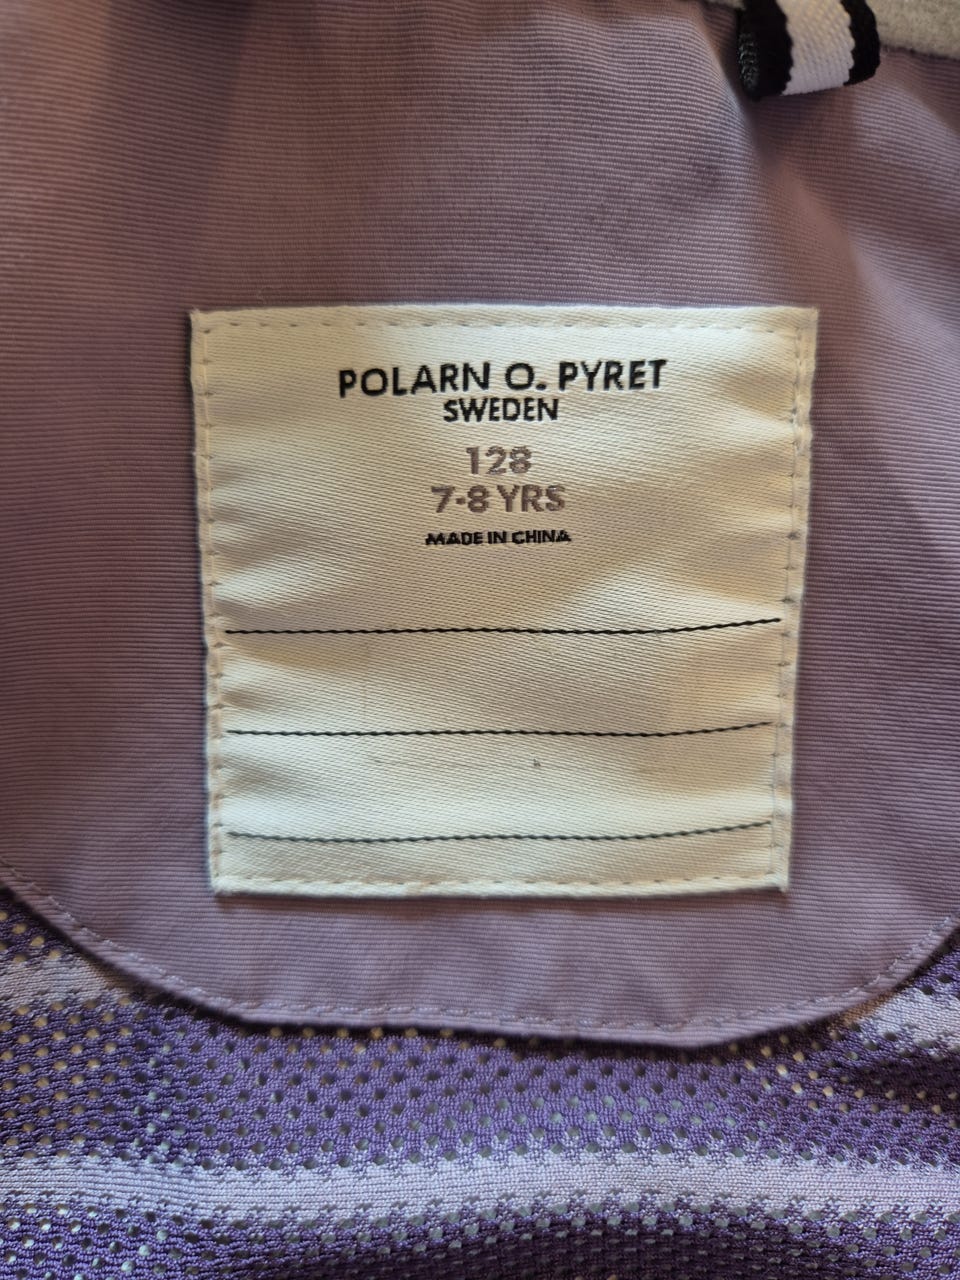 POLARN O. PYRET
SWEDEN
128
7-8 YRS
MADE IN CHINA